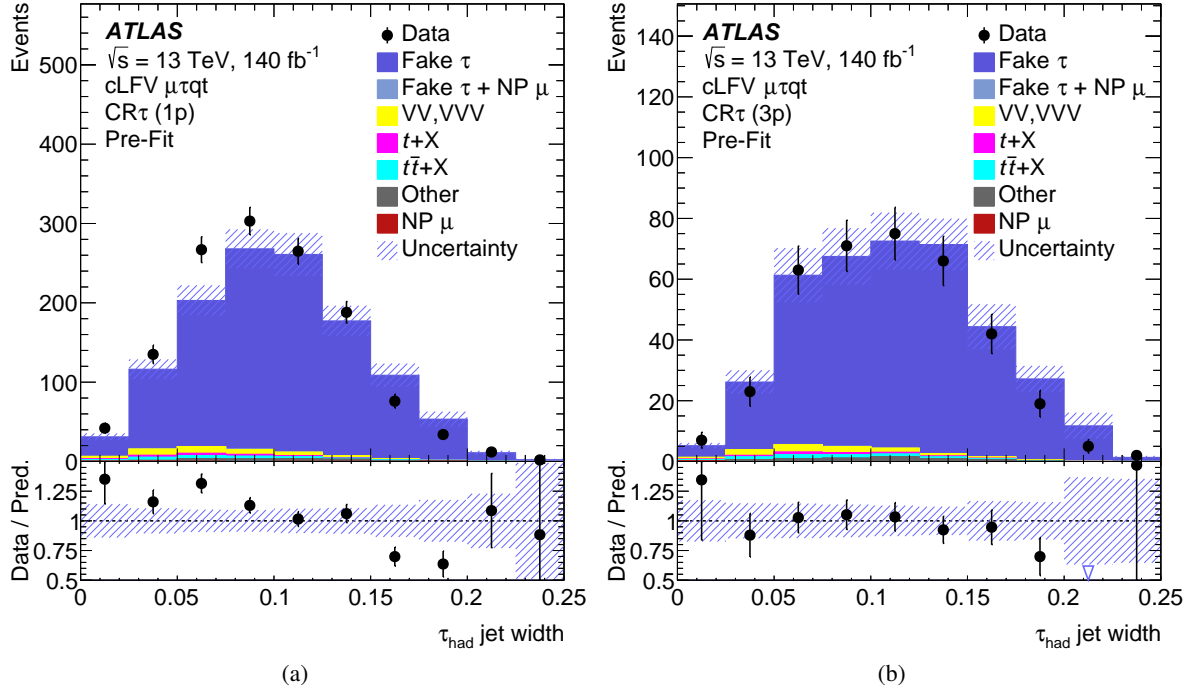 Events
500
400
300
200
100
0
ATLAS
√s = 13 TeV, 140 fb⁻¹
cLFV μτqt
CRτ (1p)
Pre-Fit
Data
Fake τ
Fake τ + NP μ
VV,VVV
t+X
tt̄+X
Other
NP μ
Uncertainty
Data / Pred.
1.25
1
0.75
0.5
0 0.05 0.1 0.15 0.2 0.25
τhad jet width
(a)
Events
140
120
100
80
60
40
20
0
ATLAS
√s = 13 TeV, 140 fb⁻¹
cLFV μτqt
CRτ (3p)
Pre-Fit
Data
Fake τ
Fake τ + NP μ
VV,VVV
t+X
tt̄+X
Other
NP μ
Uncertainty
Data / Pred.
1.25
1
0.75
0.5
0 0.05 0.1 0.15 0.2 0.25
τhad jet width
(b)